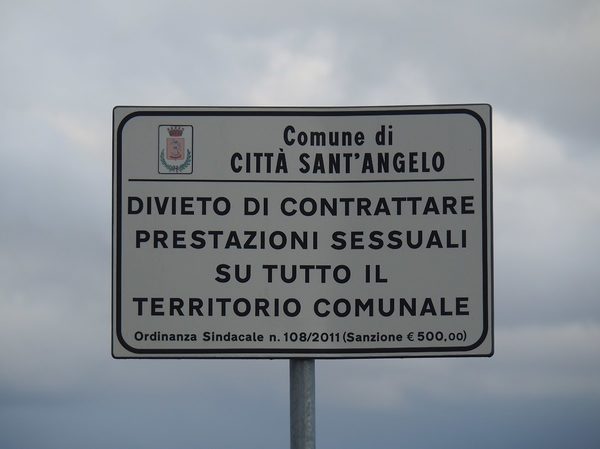 Comune di
CITTÀ SANT'ANGELO
DIVIETO DI CONTRATTARE
PRESTAZIONI SESSUALI
SU TUTTO IL
TERRITORIO COMUNALE
Ordinanza Sindacale n. 108/2011 (Sanzione € 500,00)